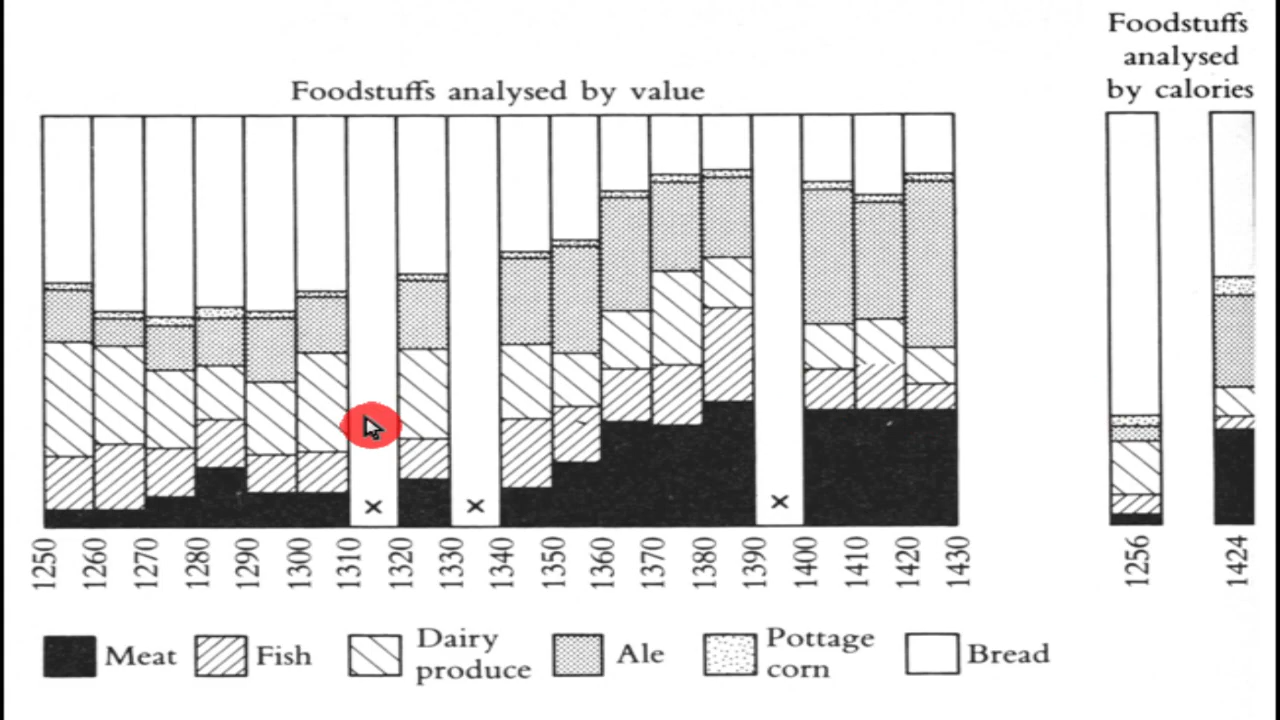 Foodstuffs
analysed
by calories
Foodstuffs analysed by value
× × ×
1250 1260 1270 1280 1290 1300 1310 1320 1330 1340 1350 1360 1370 1380 1390 1400 1410 1420 1430
1256 1424
Meat Fish Dairy produce Ale Pottage corn Bread